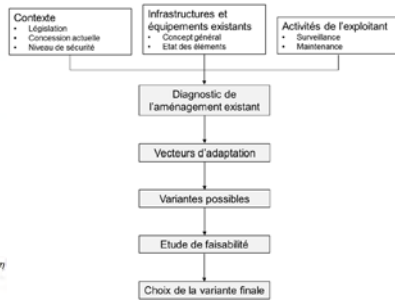 Contexte
• Législation
• Concession actuelle
• Niveau de sécurité
Infrastructures et
équipements existants
• Concept général
• Etat des éléments
Activités de l'exploitant
• Surveillance
• Maintenance
Diagnostic de
l'aménagement existant
Vecteurs d'adaptation
Variantes possibles
Etude de faisabilité
Choix de la variante finale